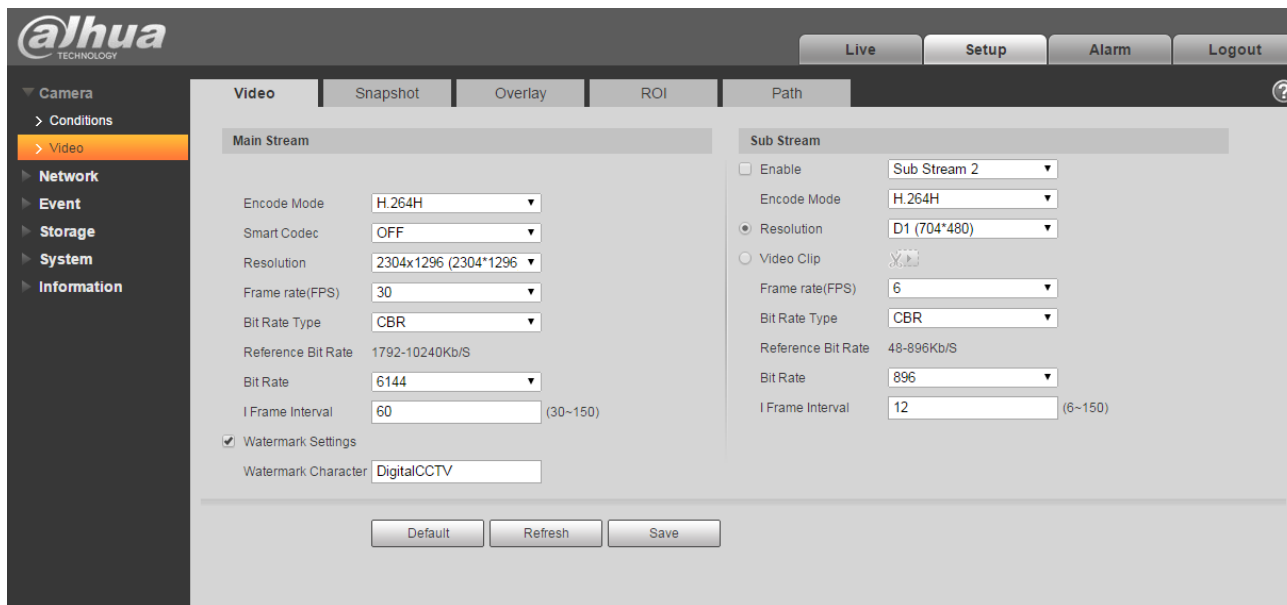 alhua
TECHNOLOGY
Live
Setup
Alarm
Logout
Camera
Conditions
Video
Network
Event
Storage
System
Information
Video
Snapshot
Overlay
ROI
Path
?
Main Stream
Encode Mode H.264H
Smart Codec OFF
Resolution 2304x1296 (2304*1296
Frame rate(FPS) 30
Bit Rate Type CBR
Reference Bit Rate 1792-10240Kb/S
Bit Rate 6144
I Frame Interval 60 (30~150)
Watermark Settings
Watermark Character DigitalCCTV
Sub Stream
Enable Sub Stream 2
Encode Mode H.264H
Resolution D1 (704*480)
Video Clip
Frame rate(FPS) 6
Bit Rate Type CBR
Reference Bit Rate 48-896Kb/S
Bit Rate 896
I Frame Interval 12 (6~150)
Default
Refresh
Save